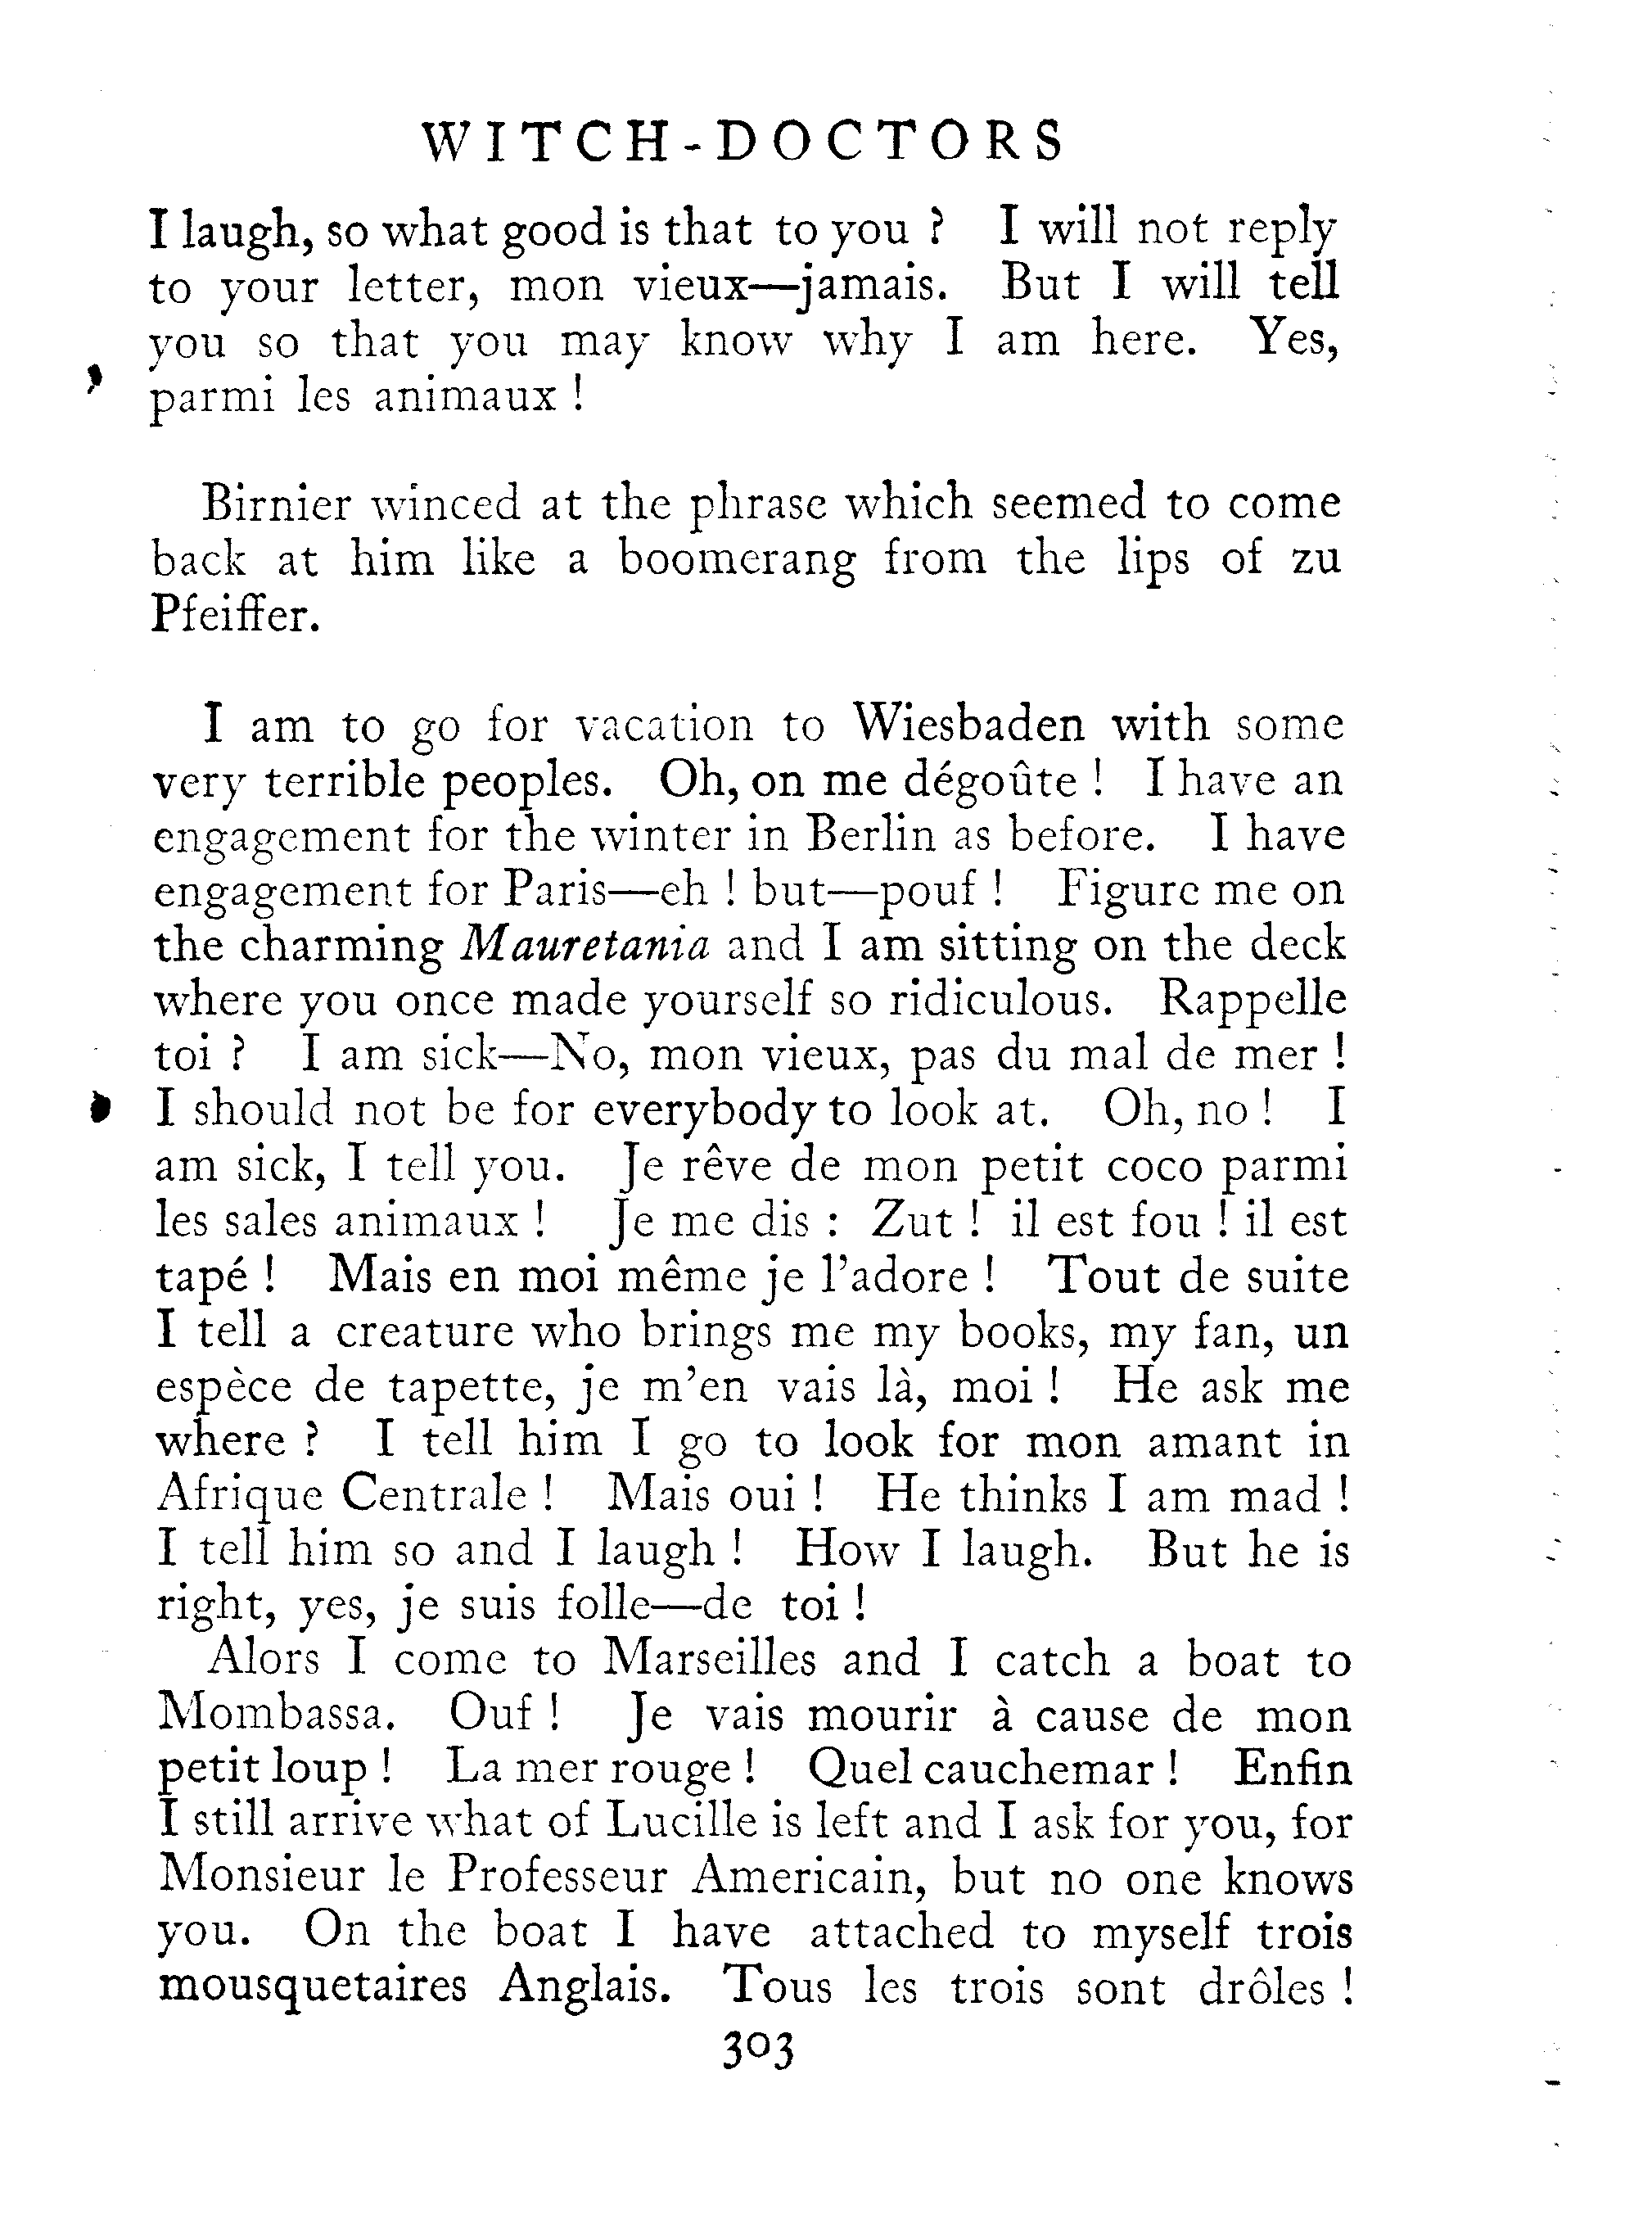 WITCH-DOCTORS
I laugh, so what good is that to you ? I will not reply
to your letter, mon vieux—jamais. But I will tell
you so that you may know why I am here. Yes,
parmi les animaux !
Birnier winced at the phrase which seemed to come
back at him like a boomerang from the lips of zu
Pfeiffer.
I am to go for vacation to Wiesbaden with some
very terrible peoples. Oh, on me dégoûte ! I have an
engagement for the winter in Berlin as before. I have
engagement for Paris—eh ! but—pouf ! Figure me on
the charming Mauretania and I am sitting on the deck
where you once made yourself so ridiculous. Rappelle
toi ? I am sick—No, mon vieux, pas du mal de mer !
I should not be for everybody to look at. Oh, no ! I
am sick, I tell you. Je rêve de mon petit coco parmi
les sales animaux ! Je me dis : Zut ! il est fou ! il est
tapé ! Mais en moi même je l'adore ! Tout de suite
I tell a creature who brings me my books, my fan, un
espèce de tapette, je m'en vais là, moi ! He ask me
where ? I tell him I go to look for mon amant in
Afrique Centrale ! Mais oui ! He thinks I am mad !
I tell him so and I laugh ! How I laugh. But he is
right, yes, je suis folle—de toi !
Alors I come to Marseilles and I catch a boat to
Mombassa. Ouf ! Je vais mourir à cause de mon
petit loup ! La mer rouge ! Quel cauchemar ! Enfin
I still arrive what of Lucille is left and I ask for you, for
Monsieur le Professeur Americain, but no one knows
you. On the boat I have attached to myself trois
mousquetaires Anglais. Tous les trois sont drôles !
303